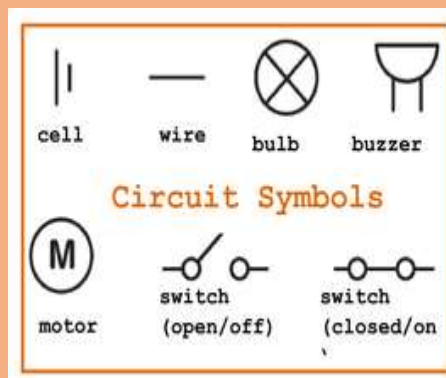 cell wire bulb buzzer
Circuit Symbols
M
motor
switch
(open/off)
switch
(closed/on
)